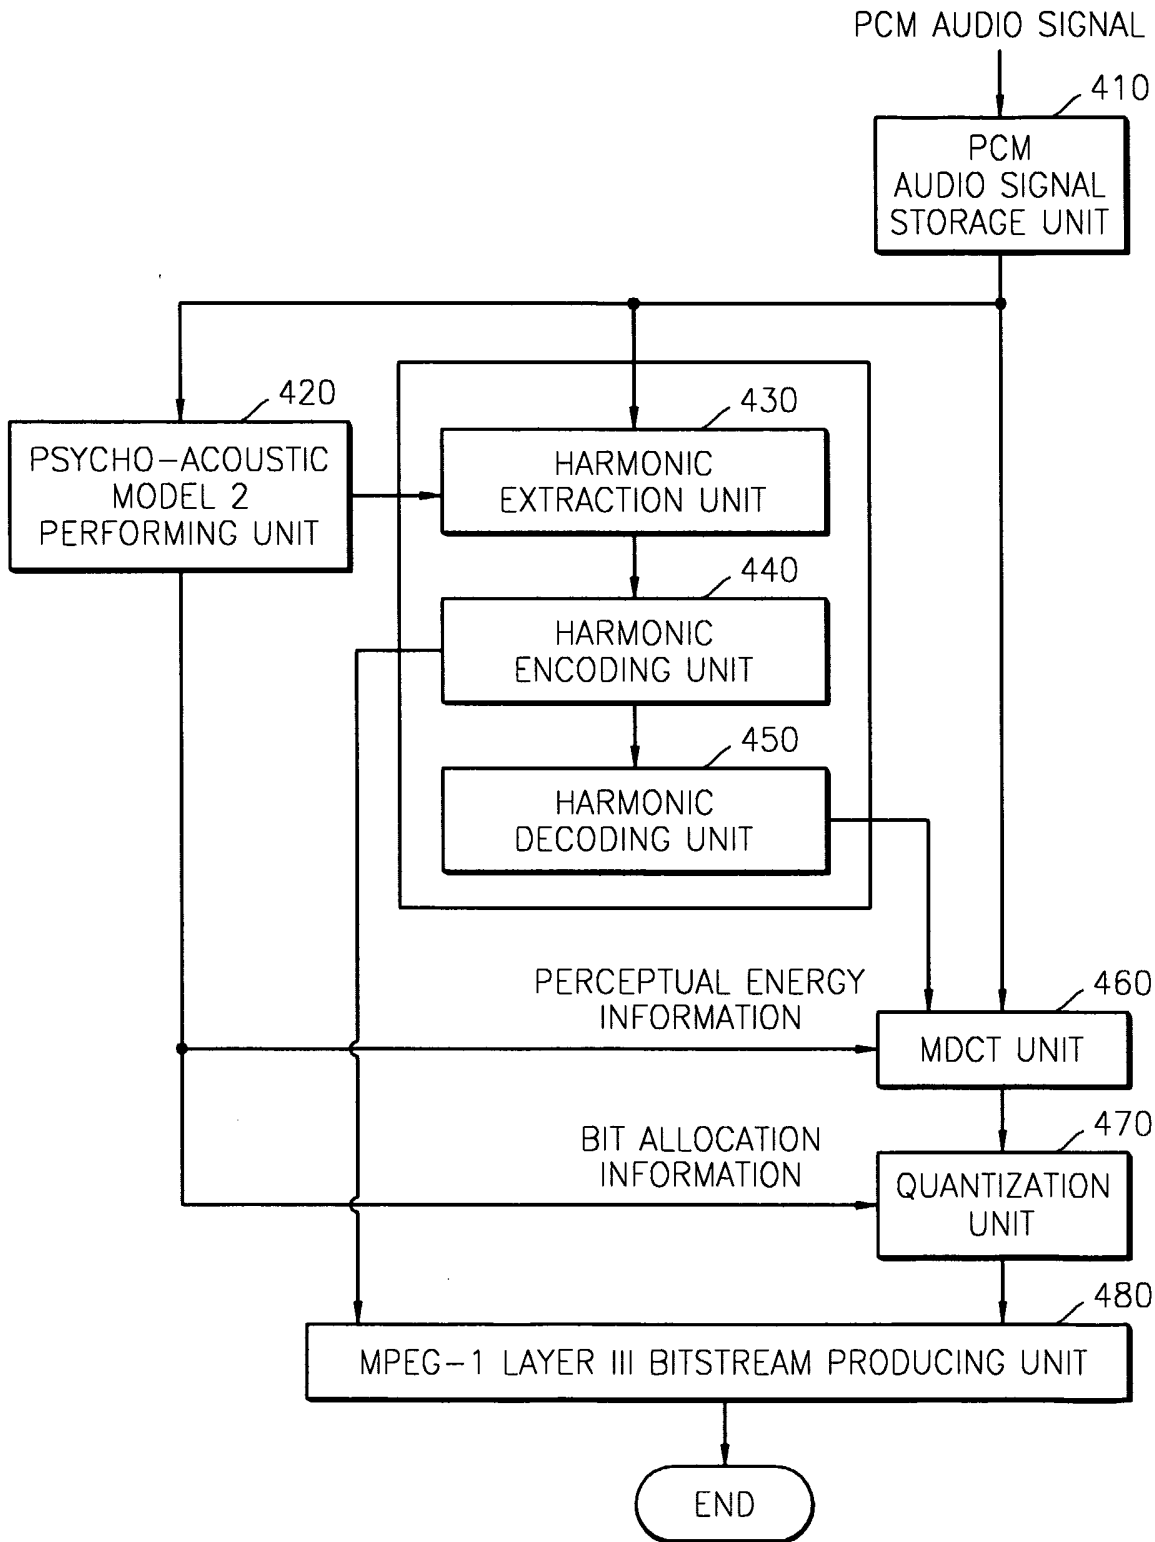 PCM AUDIO SIGNAL
410
PCM
AUDIO SIGNAL
STORAGE UNIT
420
PSYCHO-ACOUSTIC
MODEL 2
PERFORMING UNIT
430
HARMONIC
EXTRACTION UNIT
440
HARMONIC
ENCODING UNIT
450
HARMONIC
DECODING UNIT
PERCEPTUAL ENERGY
INFORMATION
460
MDCT UNIT
BIT ALLOCATION
INFORMATION
470
QUANTIZATION
UNIT
480
MPEG-1 LAYER III BITSTREAM PRODUCING UNIT
END